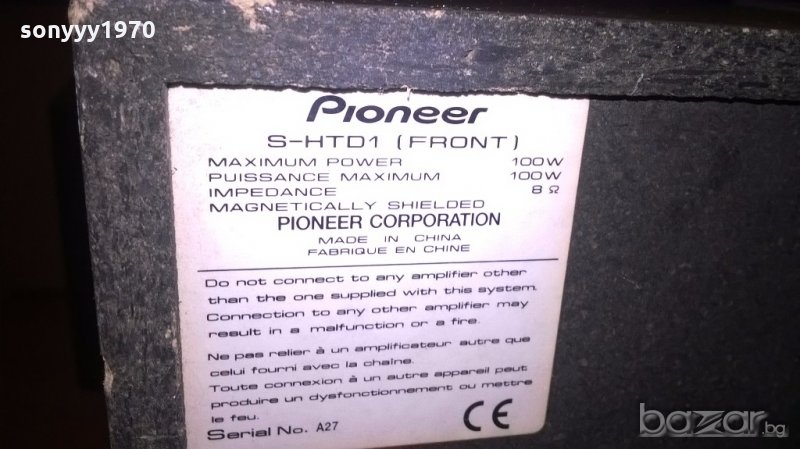 sonyyy1970
Pioneer
S-HTD1 (FRONT)
MAXIMUM POWER 100W
PUISSANCE MAXIMUM 100W
IMPEDANCE 8 Ω
MAGNETICALLY SHIELDED
PIONEER CORPORATION
MADE IN CHINA
FABRIQUE EN CHINE
Do not connect to any amplifier other
than the one supplied with this system.
Connection to any other amplifier may
result in a malfunction or a fire.
Ne pas relier à un amplificateur autre que
celui fourni avec la chaîne.
Toute connexion à un autre appareil peut
produire un dysfonctionnement ou mettre
le feu.
Serial No. A27
CE
bazar.bg